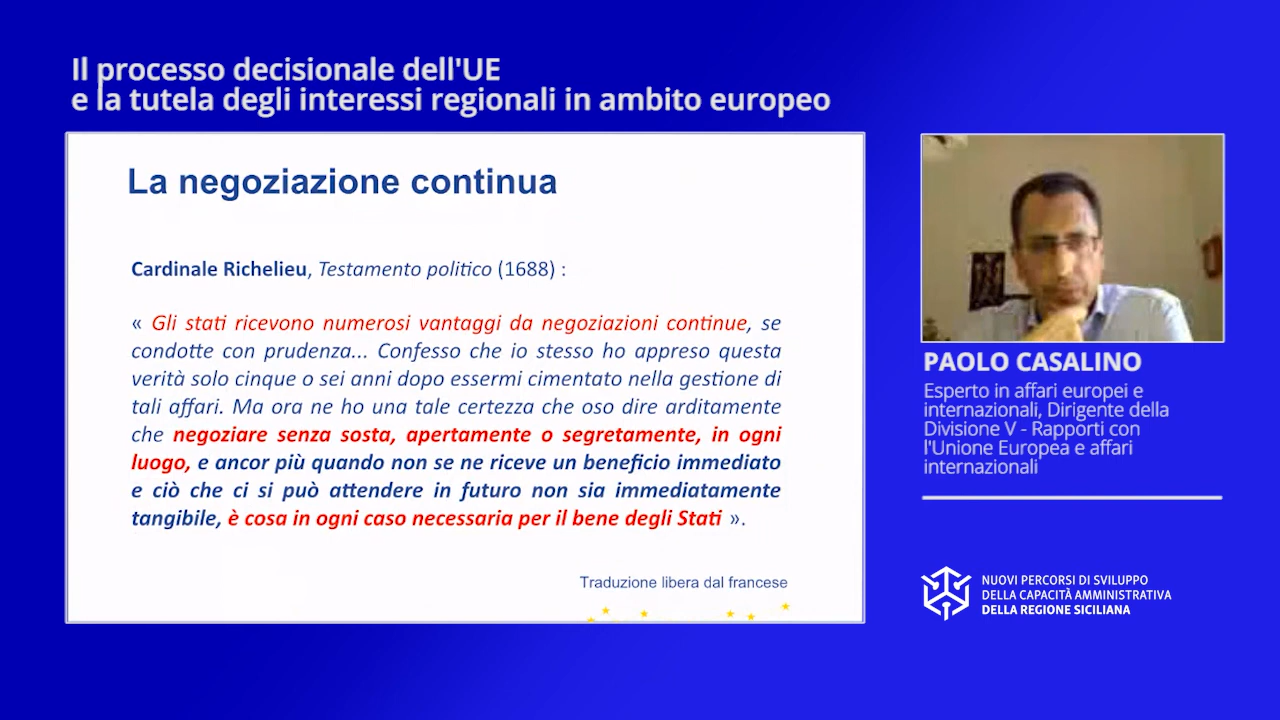 Il processo decisionale dell'UE
e la tutela degli interessi regionali in ambito europeo
La negoziazione continua
Cardinale Richelieu, Testamento politico (1688) :
« Gli stati ricevono numerosi vantaggi da negoziazioni continue, se
condotte con prudenza... Confesso che io stesso ho appreso questa
verità solo cinque o sei anni dopo essermi cimentato nella gestione di
tali affari. Ma ora ne ho una tale certezza che oso dire arditamente
che negoziare senza sosta, apertamente o segretamente, in ogni
luogo, e ancor più quando non se ne riceve un beneficio immediato
e ciò che ci si può attendere in futuro non sia immediatamente
tangibile, è cosa in ogni caso necessaria per il bene degli Stati ».
Traduzione libera dal francese
PAOLO CASALINO
Esperto in affari europei e
internazionali, Dirigente della
Divisione V - Rapporti con
l'Unione Europea e affari
internazionali
NUOVI PERCORSI DI SVILUPPO
DELLA CAPACITÀ AMMINISTRATIVA
DELLA REGIONE SICILIANA